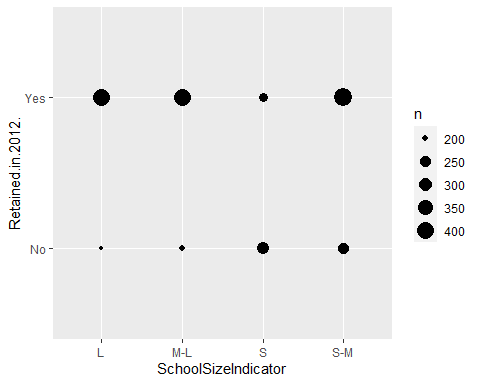 Yes
No
Retained.in.2012.
L M-L S S-M
SchoolSizeIndicator
n
200
250
300
350
400